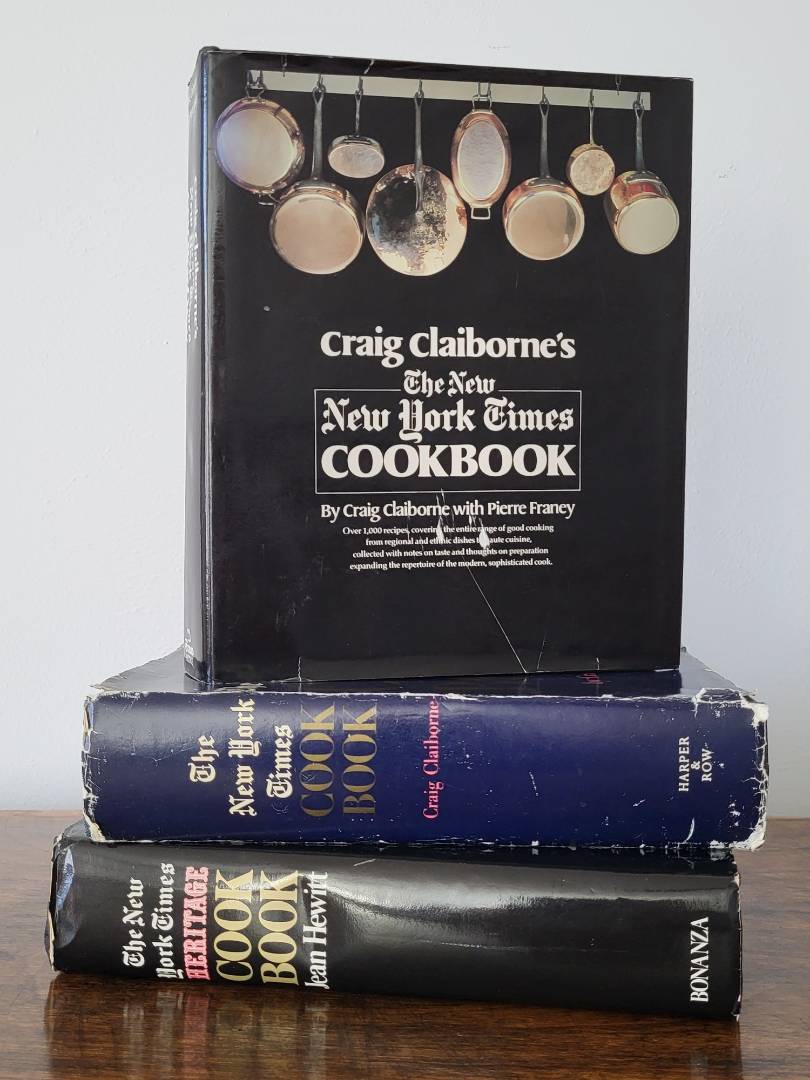 Craig Claiborne's
The New
New York Times
COOKBOOK
By Craig Claiborne with Pierre Franey
Over 1,000 recipes, covering the entire range of good cooking
from regional and ethnic dishes to haute cuisine,
collected with notes on taste and thoughts on preparation
expanding the repertoire of the modern, sophisticated cook.
The
New York
Times
COOK
BOOK
Craig Claiborne
HARPER
&
ROW
The New
York Times
HERITAGE
COOK
BOOK
Jean Hewitt
BONANZA